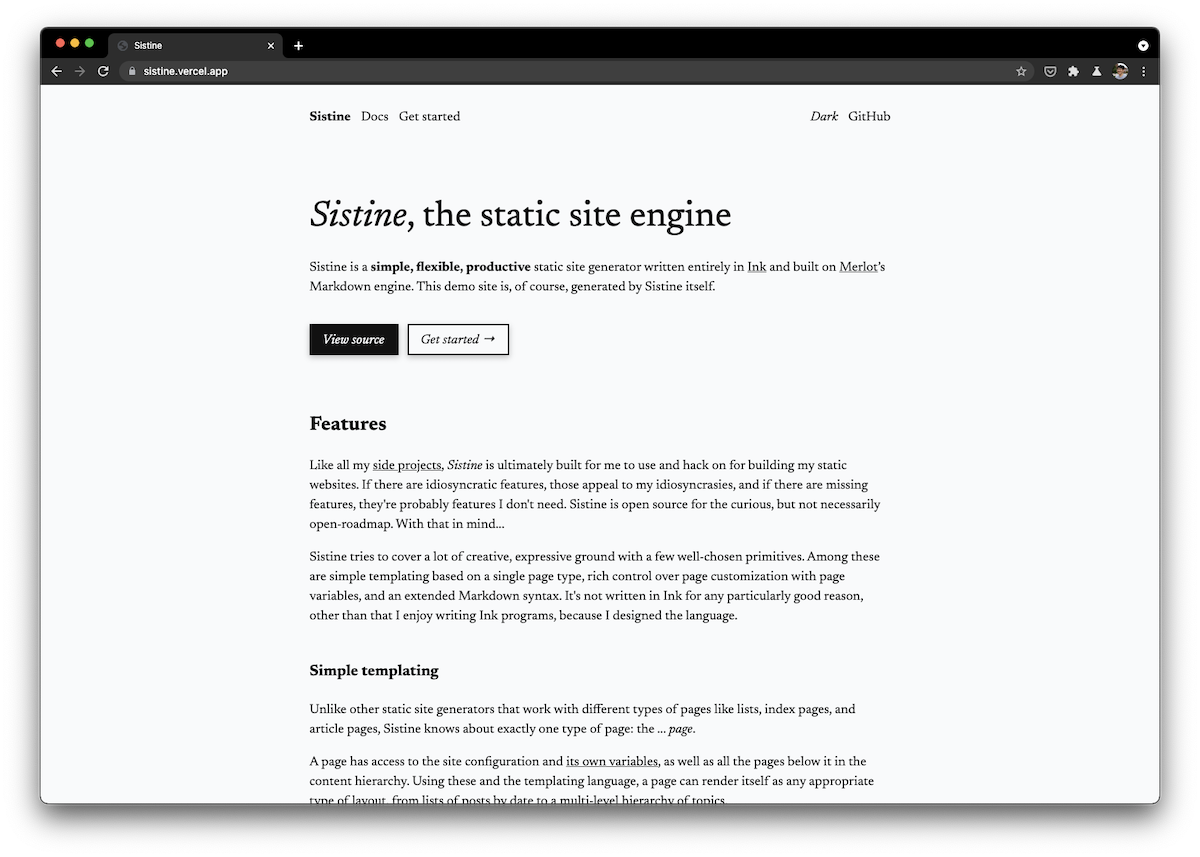 Sistine
sistine.vercel.app
Sistine Docs Get started Dark GitHub
Sistine, the static site engine
Sistine is a simple, flexible, productive static site generator written entirely in Ink and built on Merlot’s
Markdown engine. This demo site is, of course, generated by Sistine itself.
View source Get started →
Features
Like all my side projects, Sistine is ultimately built for me to use and hack on for building my static
websites. If there are idiosyncratic features, those appeal to my idiosyncrasies, and if there are missing
features, they're probably features I don't need. Sistine is open source for the curious, but not necessarily
open-roadmap. With that in mind...
Sistine tries to cover a lot of creative, expressive ground with a few well-chosen primitives. Among these
are simple templating based on a single page type, rich control over page customization with page
variables, and an extended Markdown syntax. It's not written in Ink for any particularly good reason,
other than that I enjoy writing Ink programs, because I designed the language.
Simple templating
Unlike other static site generators that work with different types of pages like lists, index pages, and
article pages, Sistine knows about exactly one type of page: the ... page.
A page has access to the site configuration and its own variables, as well as all the pages below it in the
content hierarchy. Using these and the templating language, a page can render itself as any appropriate
type of layout, from lists of posts by date to a multi-level hierarchy of topics.